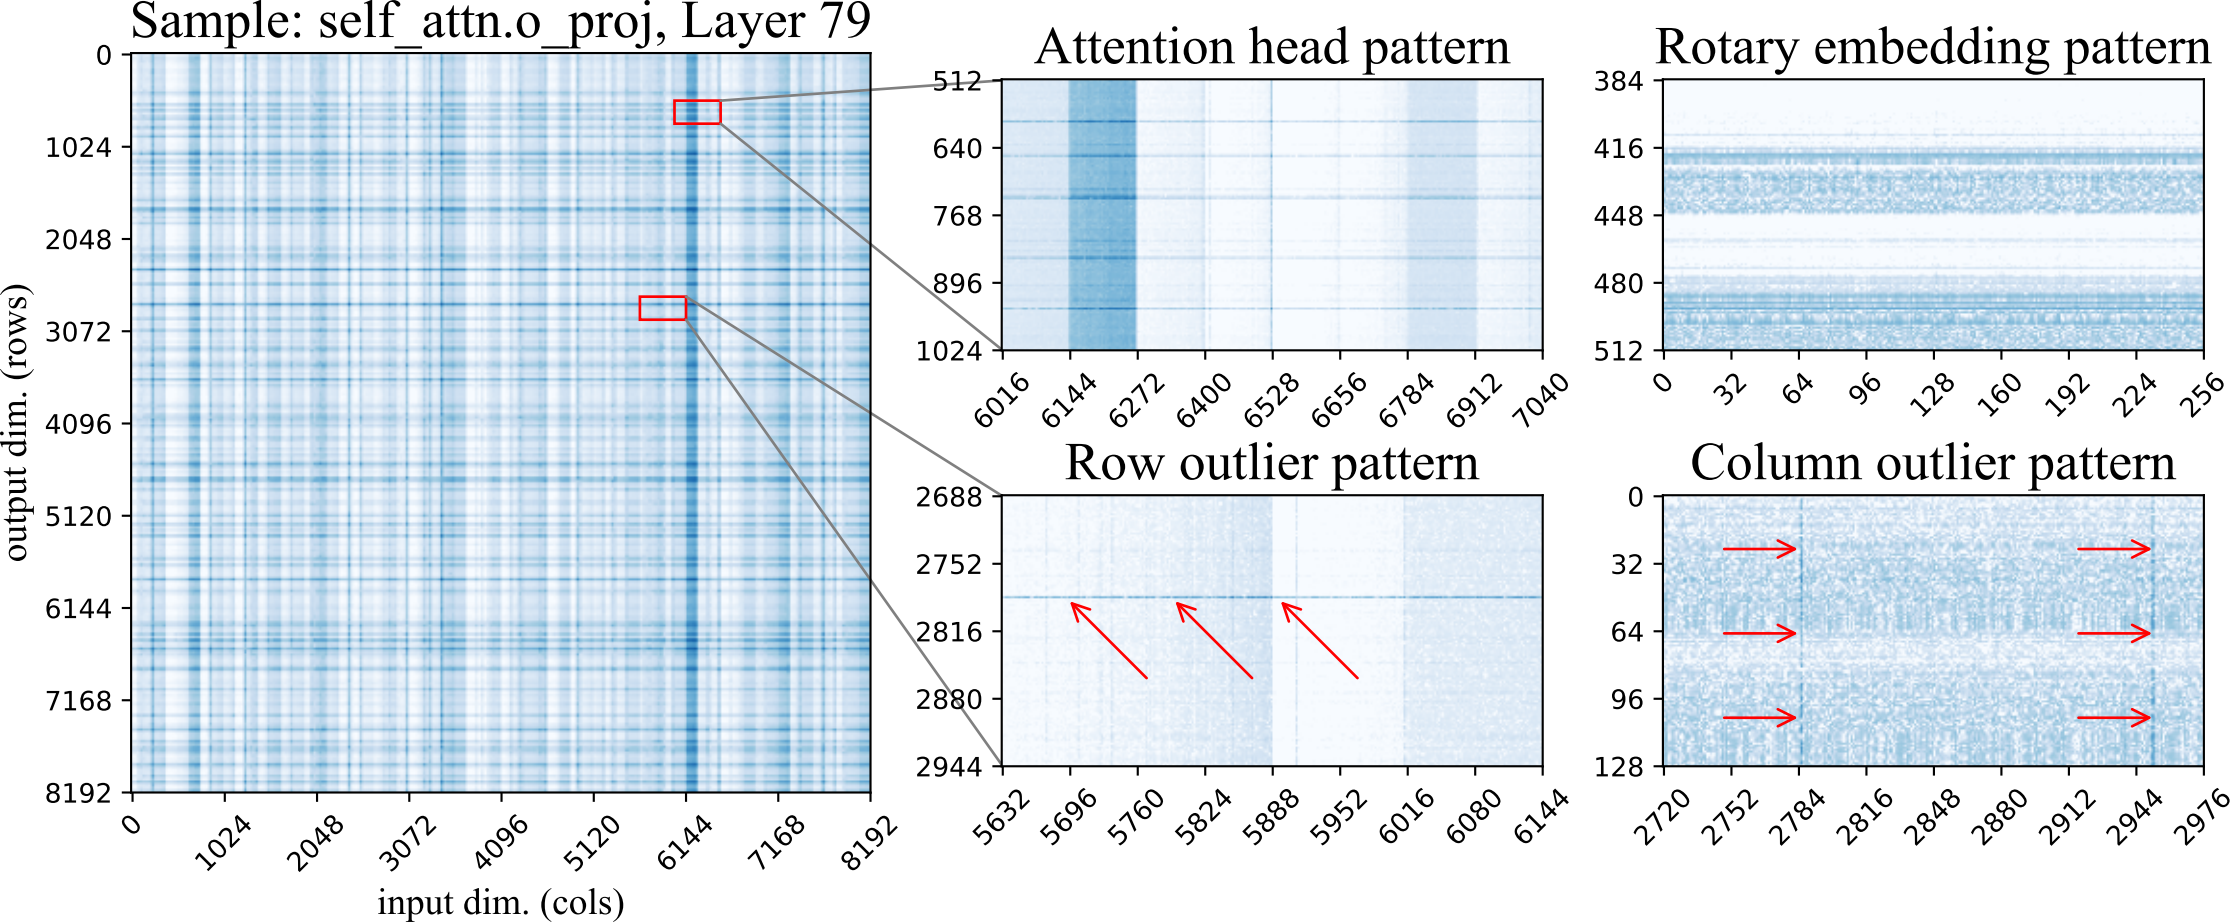 Sample: self_attn.o_proj, Layer 79
0
1024
2048
3072
4096
5120
6144
7168
8192
output dim. (rows)
0 1024 2048 3072 4096 5120 6144 7168 8192
input dim. (cols)
Attention head pattern
512
640
768
896
1024
6016 6144 6272 6400 6528 6656 6784 6912 7040
Rotary embedding pattern
384
416
448
480
512
0 32 64 96 128 160 192 224 256
Row outlier pattern
2688
2752
2816
2880
2944
5632 5696 5760 5824 5888 5952 6016 6080 6144
Column outlier pattern
0
32
64
96
128
2720 2752 2784 2816 2848 2880 2912 2944 2976